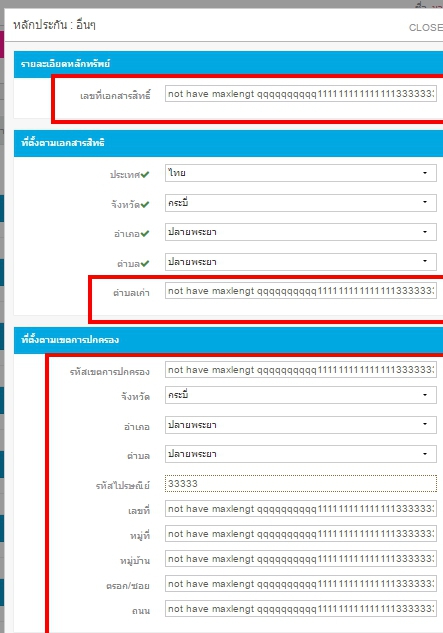 หลักประกัน : อื่นๆ
CLOSE
รายละเอียดหลักทรัพย์
เลขที่เอกสารสิทธิ์ not have maxlengt qqqqqqqqqq1111111111111111333333
ที่ตั้งตามเอกสารสิทธิ
ประเทศ ไทย
จังหวัด กระบี่
อำเภอ ปลายพระยา
ตำบล ปลายพระยา
ตำบลเก่า not have maxlengt qqqqqqqqqq1111111111111111333333
ที่ตั้งตามเขตการปกครอง
รหัสเขตการปกครอง not have maxlengt qqqqqqqqqq1111111111111111333333
จังหวัด กระบี่
อำเภอ ปลายพระยา
ตำบล ปลายพระยา
รหัสไปรษณีย์ 33333
เลขที่ not have maxlengt qqqqqqqqqq1111111111111111333333
หมู่ที่ not have maxlengt qqqqqqqqqq1111111111111111333333
หมู่บ้าน not have maxlengt qqqqqqqqqq1111111111111111333333
ตรอก/ซอย not have maxlengt qqqqqqqqqq1111111111111111333333
ถนน not have maxlengt qqqqqqqqqq1111111111111111333333